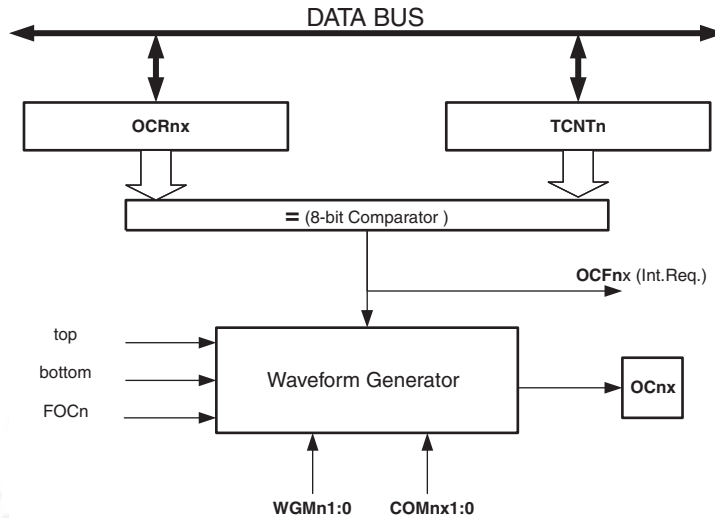 DATA BUS
OCRnx
TCNTn
= (8-bit Comparator )
OCFnx (Int.Req.)
top
bottom
FOCn
Waveform Generator
OCnx
WGMn1:0
COMnx1:0